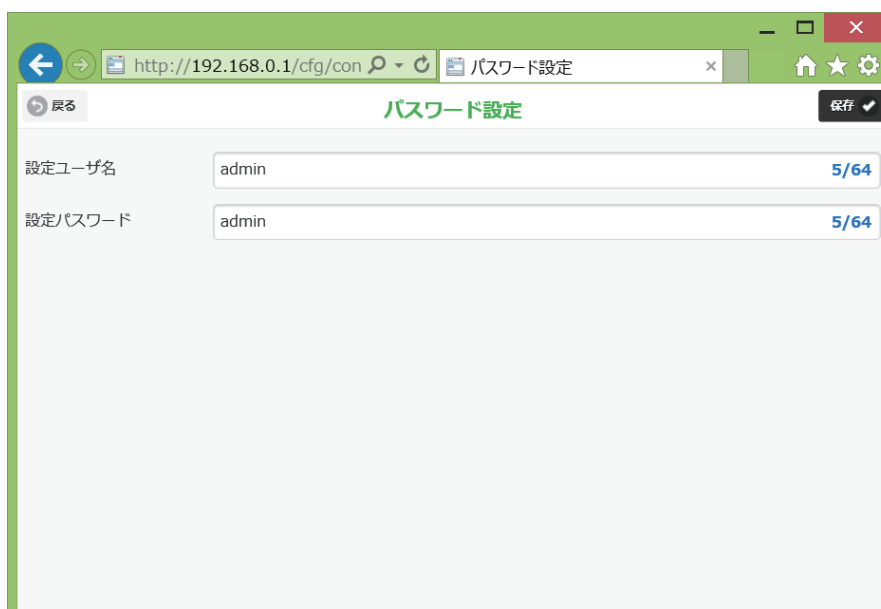 http://192.168.0.1/cfg/con
パスワード設定
戻る
パスワード設定
保存
設定ユーザ名
admin
5/64
設定パスワード
admin
5/64